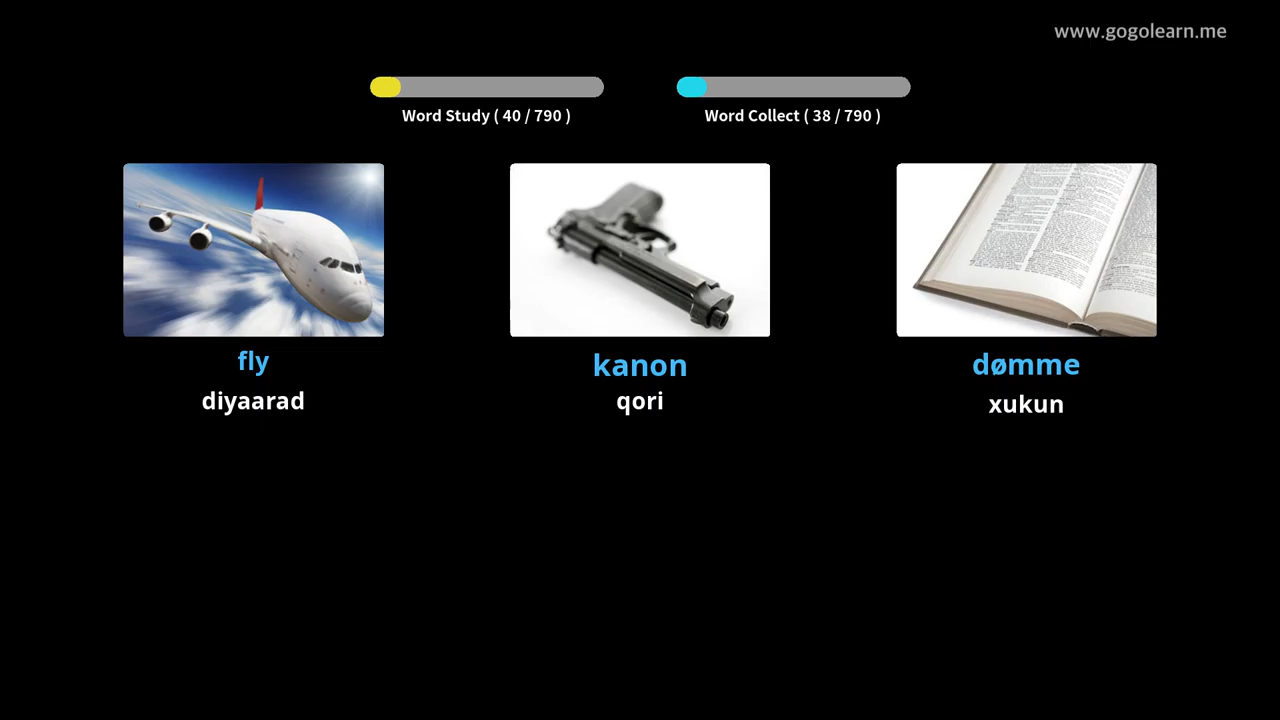 www.gogolearn.me
Word Study ( 40 / 790 )
Word Collect ( 38 / 790 )
fly
diyaarad
kanon
qori
dømme
xukun